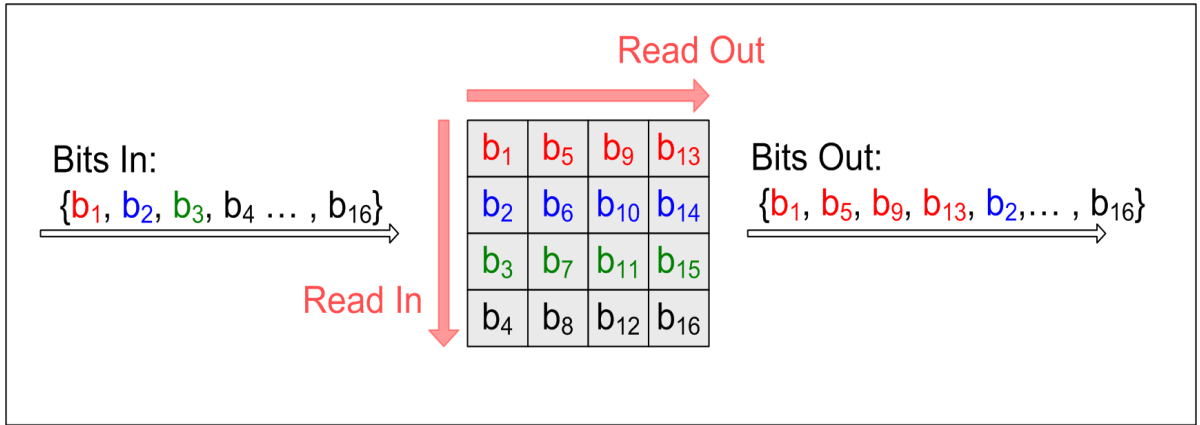 Read Out
Bits In:
{b₁, b₂, b₃, b₄ … , b₁₆}
Read In
b₁ b₅ b₉ b₁₃
b₂ b₆ b₁₀ b₁₄
b₃ b₇ b₁₁ b₁₅
b₄ b₈ b₁₂ b₁₆
Bits Out:
{b₁, b₅, b₉, b₁₃, b₂,… , b₁₆}